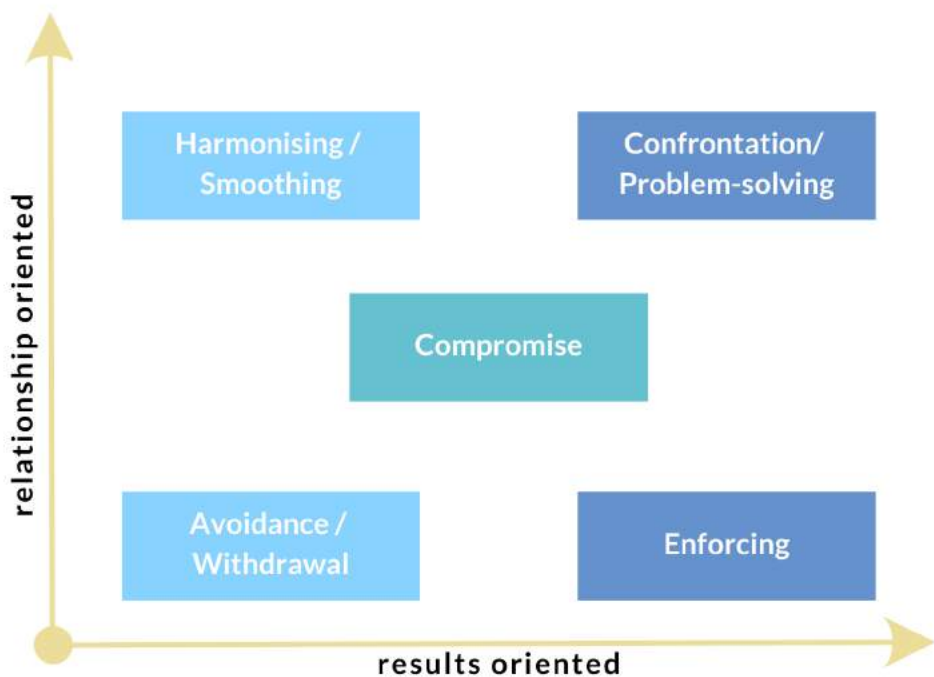 Harmonising /
Smoothing
Confrontation/
Problem-solving
relationship oriented
Compromise
Avoidance /
Withdrawal
Enforcing
results oriented